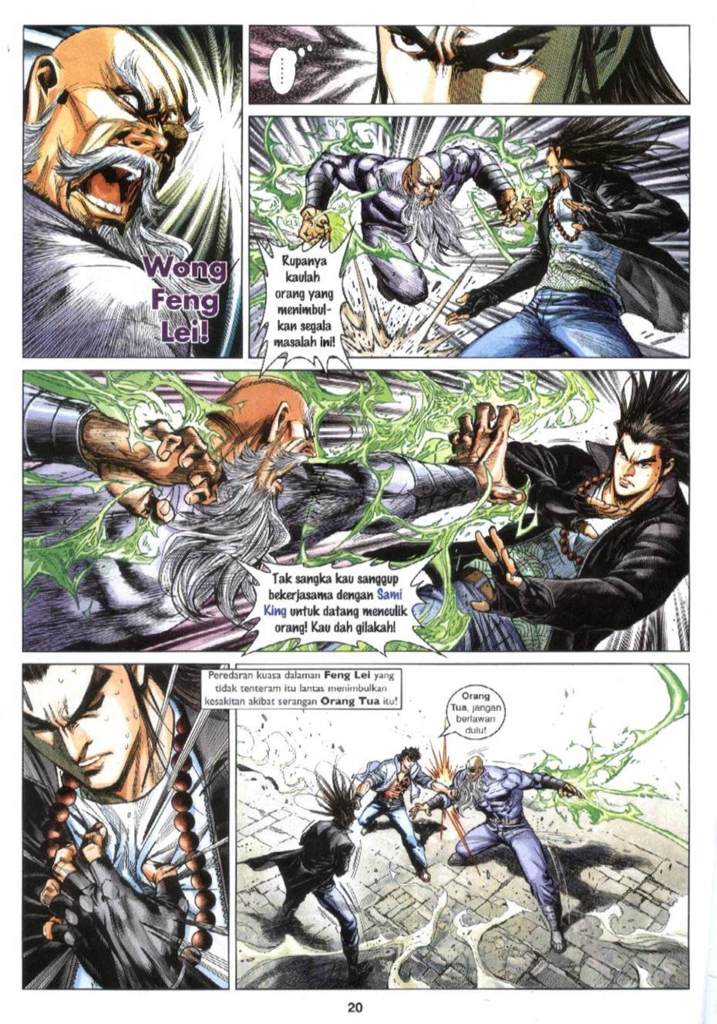 Wong
Feng
Lei!
Rupanya
kaulah
orang yang
menimbul-
kan segala
masalah ini!
Tak sangka kau sanggup
bekerjasama dengan Sami
King untuk datang menculik
orang! Kau dah gilakah!
Peredaran kuasa dalaman Feng Lei yang
tidak tenteram itu lantas menimbulkan
kesakitan akibat serangan Orang Tua itu!
Orang
Tua, jangan
berlawan
dulu!
20